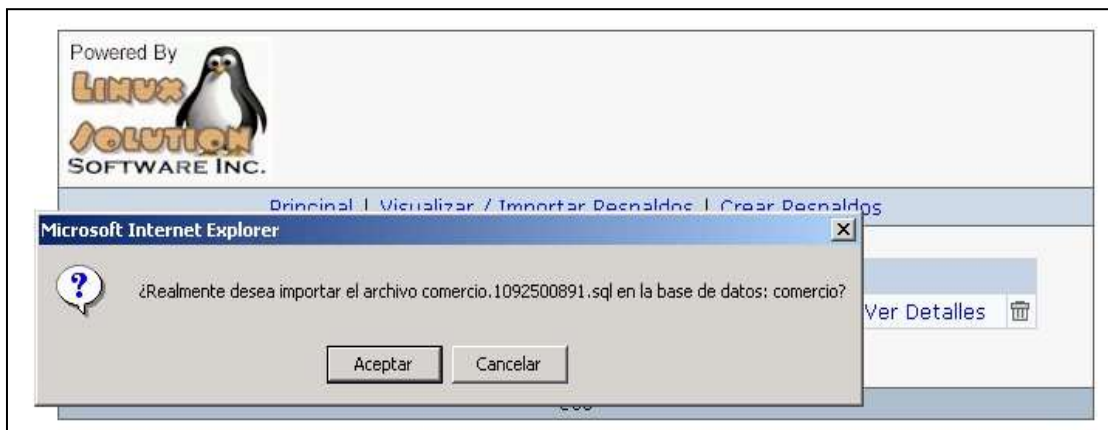 Powered By
LINUX
SOLUTION
SOFTWARE INC.
Principal | Visualizar / Importar Respaldos | Crear Respaldos
Microsoft Internet Explorer
¿Realmente desea importar el archivo comercio.1092500891.sql en la base de datos: comercio?
Ver Detalles
Aceptar Cancelar